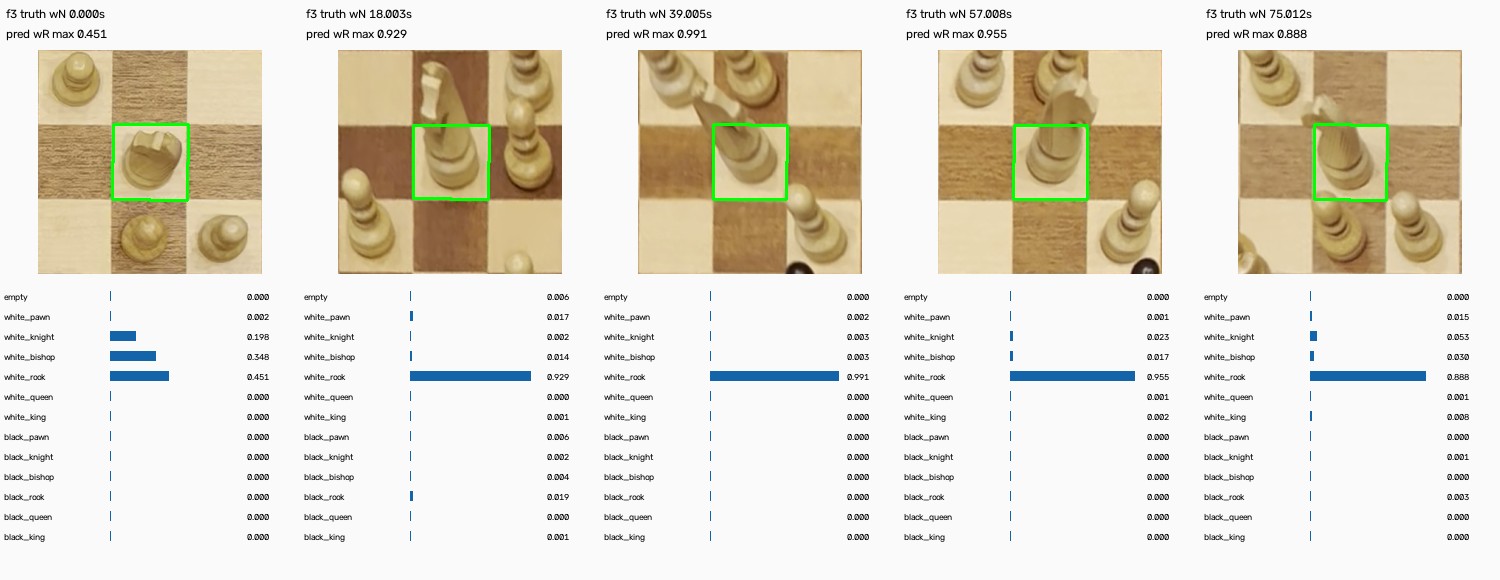 f3 truth wN 0.000s
pred wR max 0.451
empty 0.000
white_pawn 0.002
white_knight 0.198
white_bishop 0.348
white_rook 0.451
white_queen 0.000
white_king 0.000
black_pawn 0.000
black_knight 0.000
black_bishop 0.000
black_rook 0.000
black_queen 0.000
black_king 0.000
f3 truth wN 18.003s
pred wR max 0.929
empty 0.006
white_pawn 0.017
white_knight 0.002
white_bishop 0.014
white_rook 0.929
white_queen 0.000
white_king 0.001
black_pawn 0.006
black_knight 0.002
black_bishop 0.004
black_rook 0.019
black_queen 0.000
black_king 0.001
f3 truth wN 39.005s
pred wR max 0.991
empty 0.000
white_pawn 0.002
white_knight 0.003
white_bishop 0.003
white_rook 0.991
white_queen 0.000
white_king 0.000
black_pawn 0.000
black_knight 0.000
black_bishop 0.000
black_rook 0.000
black_queen 0.000
black_king 0.000
f3 truth wN 57.008s
pred wR max 0.955
empty 0.000
white_pawn 0.001
white_knight 0.023
white_bishop 0.017
white_rook 0.955
white_queen 0.001
white_king 0.002
black_pawn 0.000
black_knight 0.000
black_bishop 0.000
black_rook 0.000
black_queen 0.000
black_king 0.000
f3 truth wN 75.012s
pred wR max 0.888
empty 0.000
white_pawn 0.015
white_knight 0.053
white_bishop 0.030
white_rook 0.888
white_queen 0.001
white_king 0.008
black_pawn 0.000
black_knight 0.001
black_bishop 0.000
black_rook 0.003
black_queen 0.000
black_king 0.000